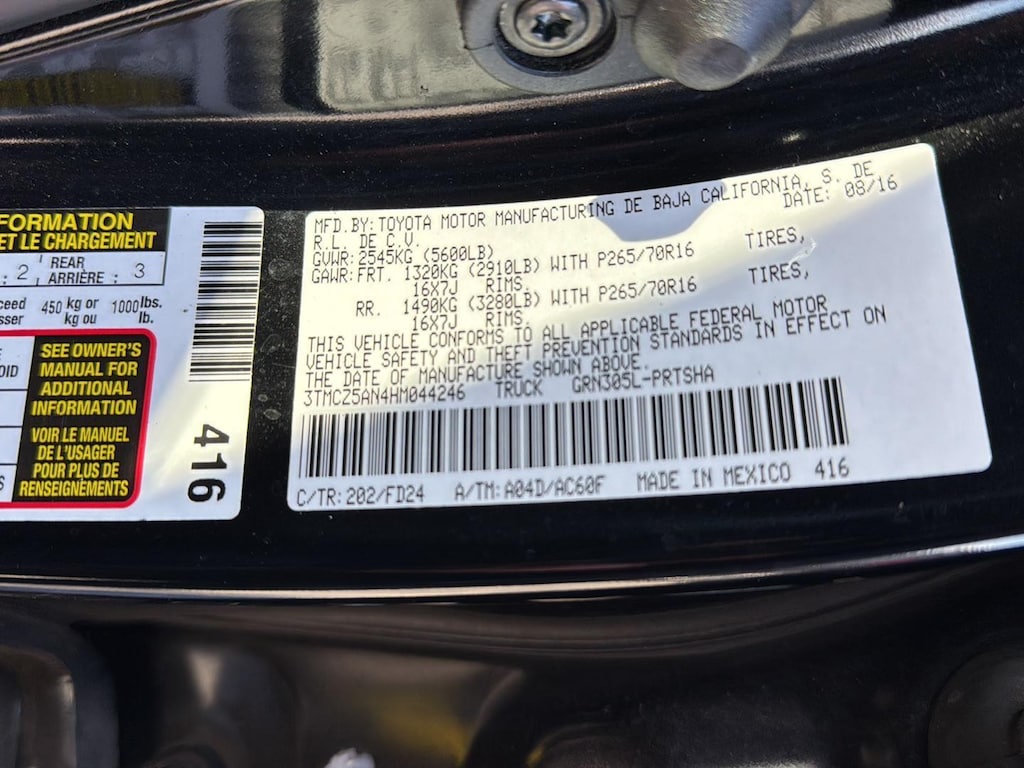 FORMATION
ET LE CHARGEMENT
: 2 REAR ARRIÈRE : 3
450 kg or kg ou 1000 lbs. lb.
SEE OWNER'S
MANUAL FOR
ADDITIONAL
INFORMATION
VOIR LE MANUEL
DE L'USAGER
POUR PLUS DE
RENSEIGNEMENTS
416
MFD.BY:TOYOTA MOTOR MANUFACTURING DE BAJA CALIFORNIA, S. DE
R.L. DE C.V. DATE: 08/16
GVWR:2545KG (5600LB)
GAWR:FRT. 1320KG (2910LB) WITH P265/70R16 TIRES,
16X7J RIMS.
RR. 1490KG (3280LB) WITH P265/70R16 TIRES,
16X7J RIMS.
THIS VEHICLE CONFORMS TO ALL APPLICABLE FEDERAL MOTOR
VEHICLE SAFETY AND THEFT PREVENTION STANDARDS IN EFFECT ON
THE DATE OF MANUFACTURE SHOWN ABOVE.
3TMCZ5AN4HM044246 TRUCK GRN305L-PRTSHA
C/TR:202/FD24 A/TM:A04D/AC60F MADE IN MEXICO 416